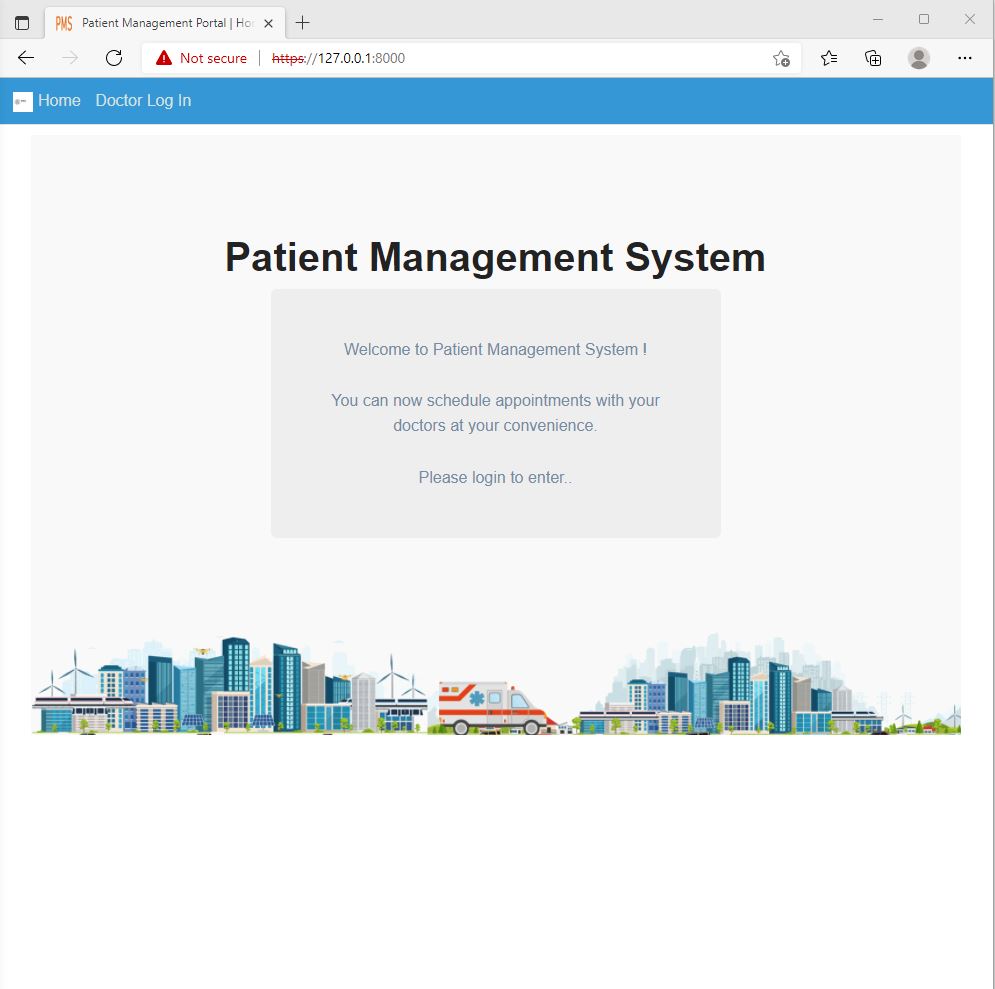 PMS Patient Management Portal | Ho
Not secure https://127.0.0.1:8000
Home Doctor Log In
Patient Management System
Welcome to Patient Management System !
You can now schedule appointments with your
doctors at your convenience.
Please login to enter..